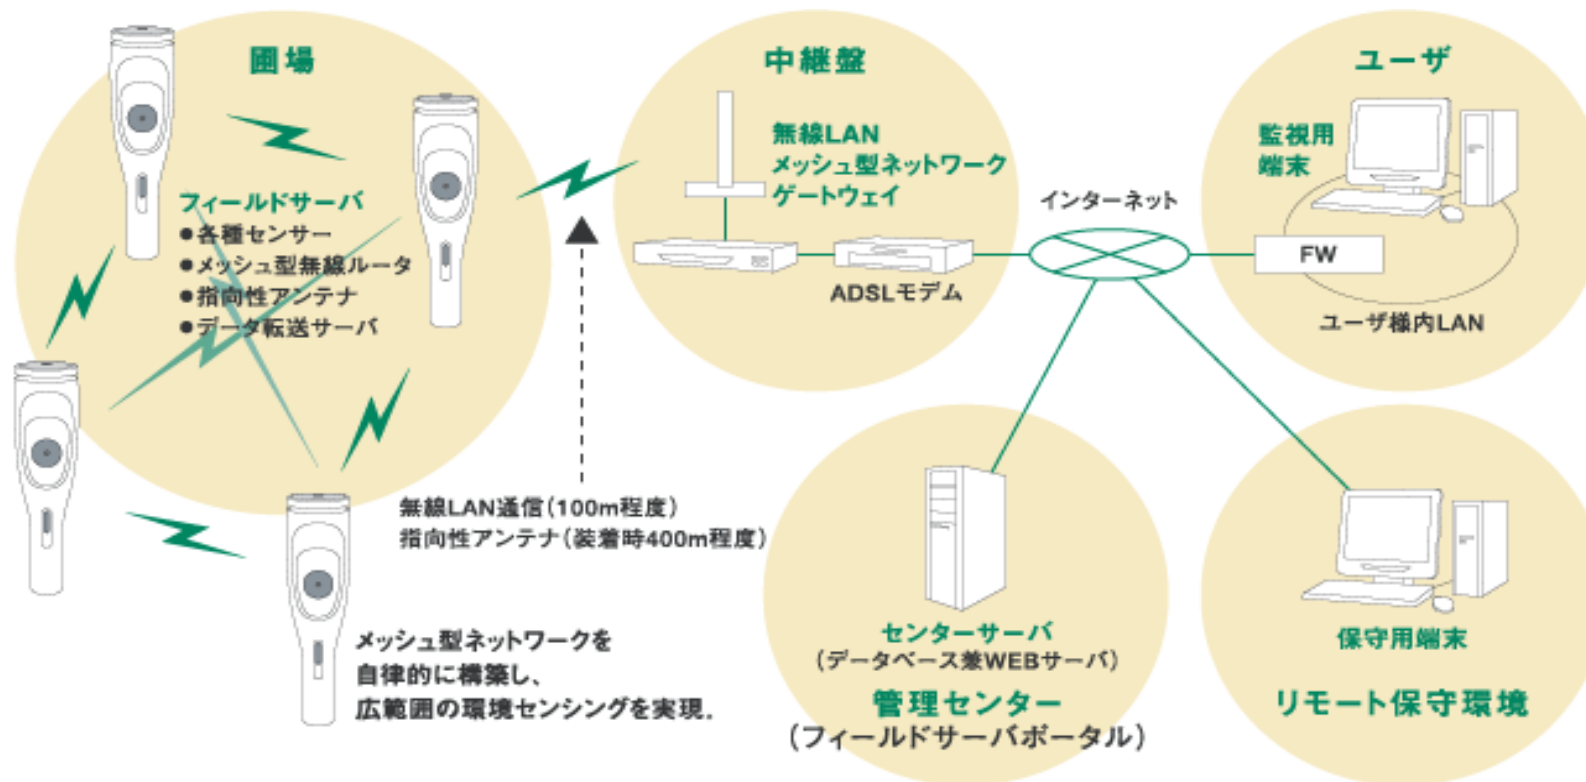 圃場
フィールドサーバ
●各種センサー
●メッシュ型無線ルータ
●指向性アンテナ
●データ転送サーバ
無線LAN通信(100m程度)
指向性アンテナ(装着時400m程度)
メッシュ型ネットワークを
自律的に構築し、
広範囲の環境センシングを実現.
中継盤
無線LAN
メッシュ型ネットワーク
ゲートウェイ
ADSLモデム
インターネット
ユーザ
監視用
端末
FW
ユーザ様内LAN
センターサーバ
(データベース兼WEBサーバ)
管理センター
(フィールドサーバポータル)
保守用端末
リモート保守環境